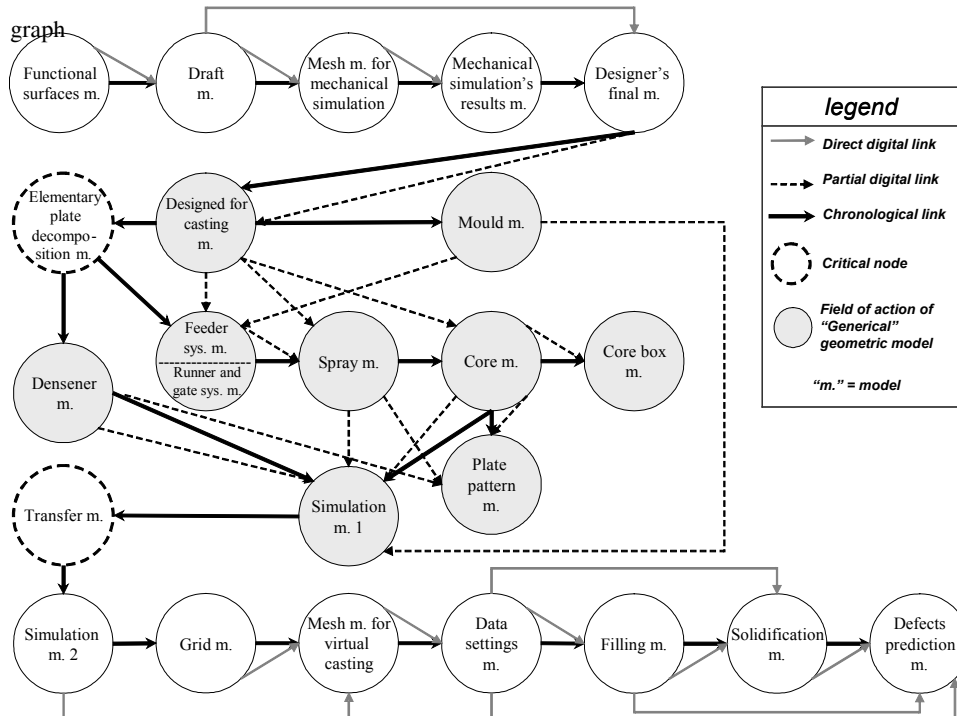 graph
Functional
surfaces m.
Draft
m.
Mesh m. for
mechanical
simulation
Mechanical
simulation's
results m.
Designer's
final m.
legend
Direct digital link
Partial digital link
Chronological link
Critical node
Field of action of
“Generical”
geometric model
“m.” = model
Elementary
plate
decompo-
sition m.
Designed for
casting
m.
Mould m.
Feeder
sys. m.
Runner and
gate sys. m.
Spray m.
Core m.
Core box
m.
Densener
m.
Plate
pattern
m.
Transfer m.
Simulation
m. 1
Simulation
m. 2
Grid m.
Mesh m. for
virtual
casting
Data
settings
m.
Filling m.
Solidification
m.
Defects
prediction
m.